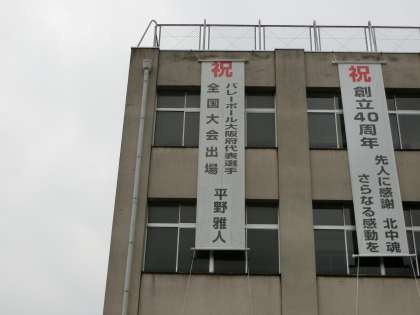 祝
バレーボール大阪府代表選手
全国大会出場 平野雅人
祝
創立40周年
先人に感謝 北中魂
さらなる感動を